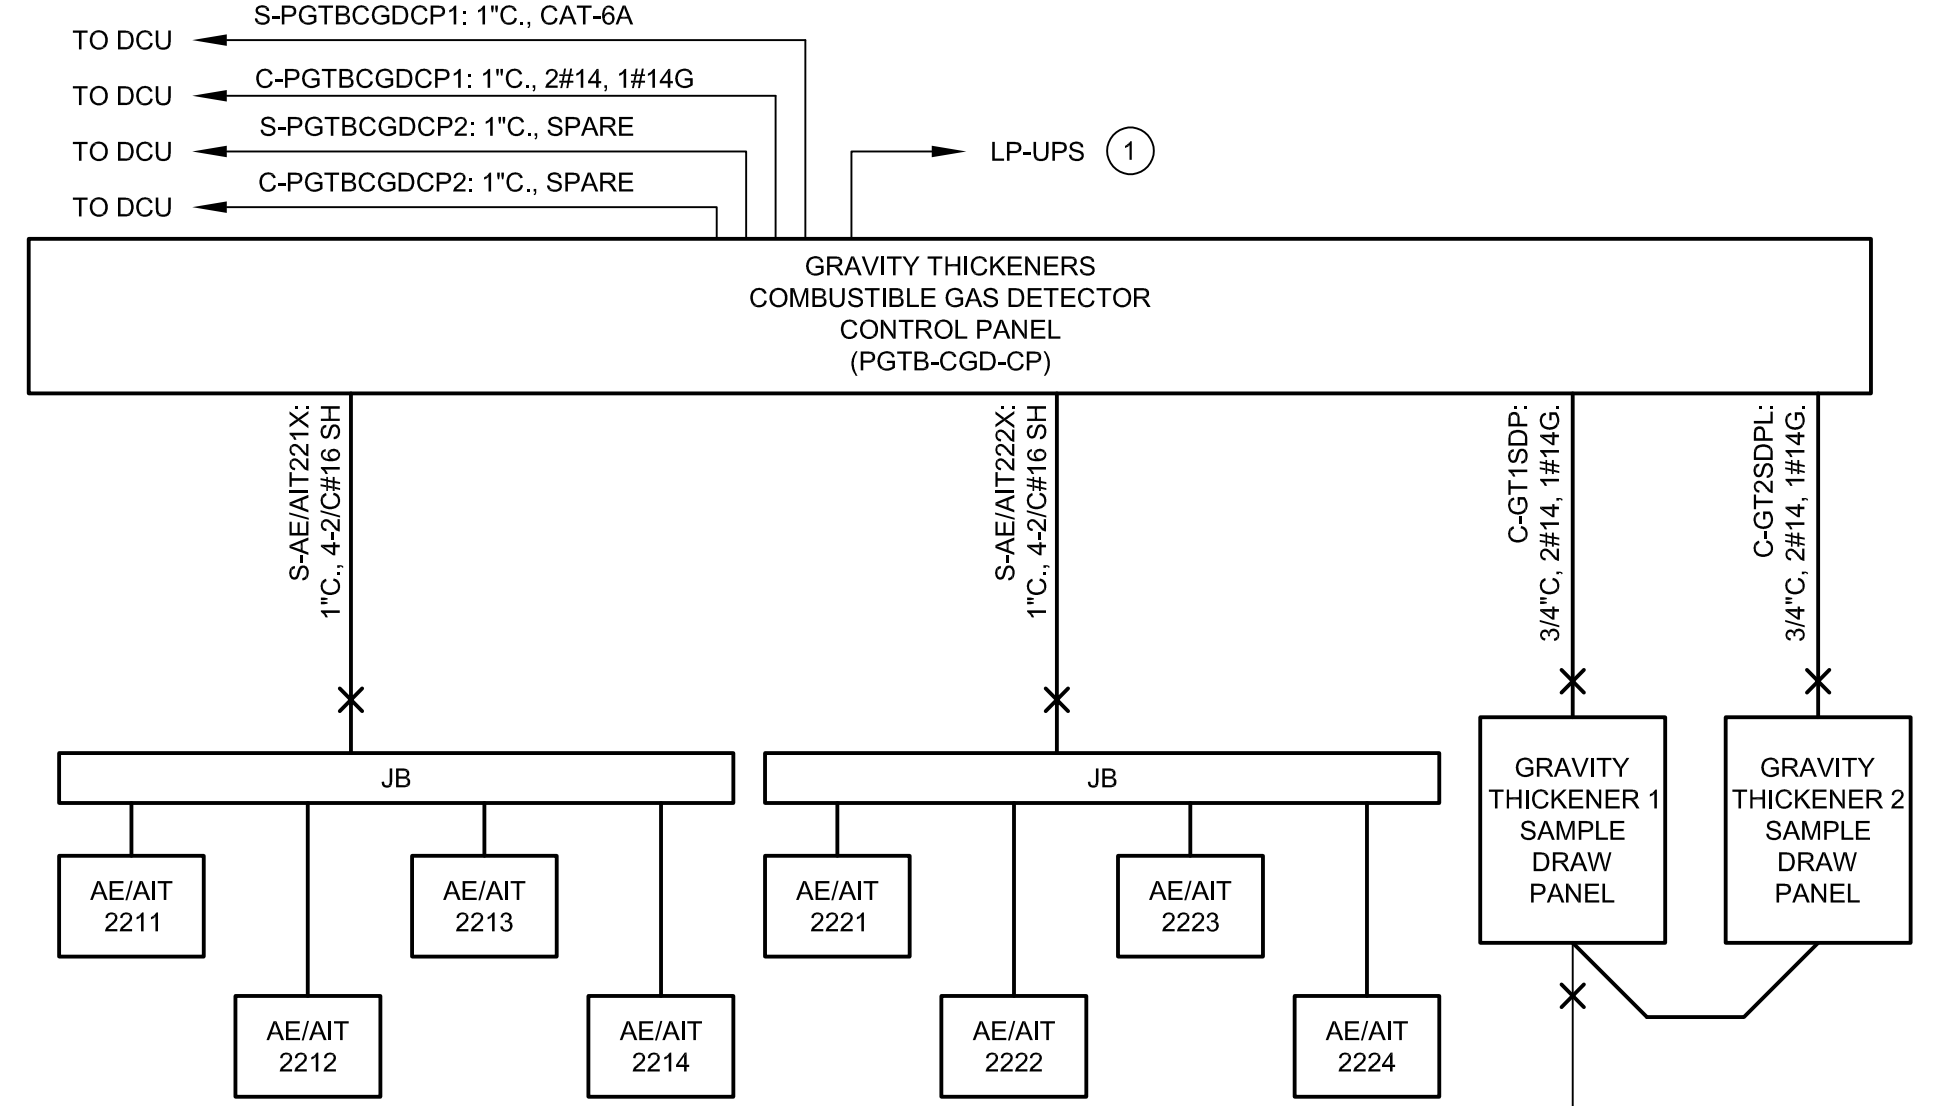 S-PGTBCGDCP1: 1"C., CAT-6A
TO DCU
C-PGTBCGDCP1: 1"C., 2#14, 1#14G
TO DCU
S-PGTBCGDCP2: 1"C., SPARE
TO DCU
C-PGTBCGDCP2: 1"C., SPARE
TO DCU
LP-UPS 1
GRAVITY THICKENERS
COMBUSTIBLE GAS DETECTOR
CONTROL PANEL
(PGTB-CGD-CP)
S-AE/AIT221X:
1"C., 4-2/C#16 SH
S-AE/AIT222X:
1"C., 4-2/C#16 SH
C-GT1SDP:
3/4"C, 2#14, 1#14G.
C-GT2SDPL:
3/4"C, 2#14, 1#14G.
JB
JB
AE/AIT
2211
AE/AIT
2212
AE/AIT
2213
AE/AIT
2214
AE/AIT
2221
AE/AIT
2222
AE/AIT
2223
AE/AIT
2224
GRAVITY
THICKENER 1
SAMPLE
DRAW
PANEL
GRAVITY
THICKENER 2
SAMPLE
DRAW
PANEL